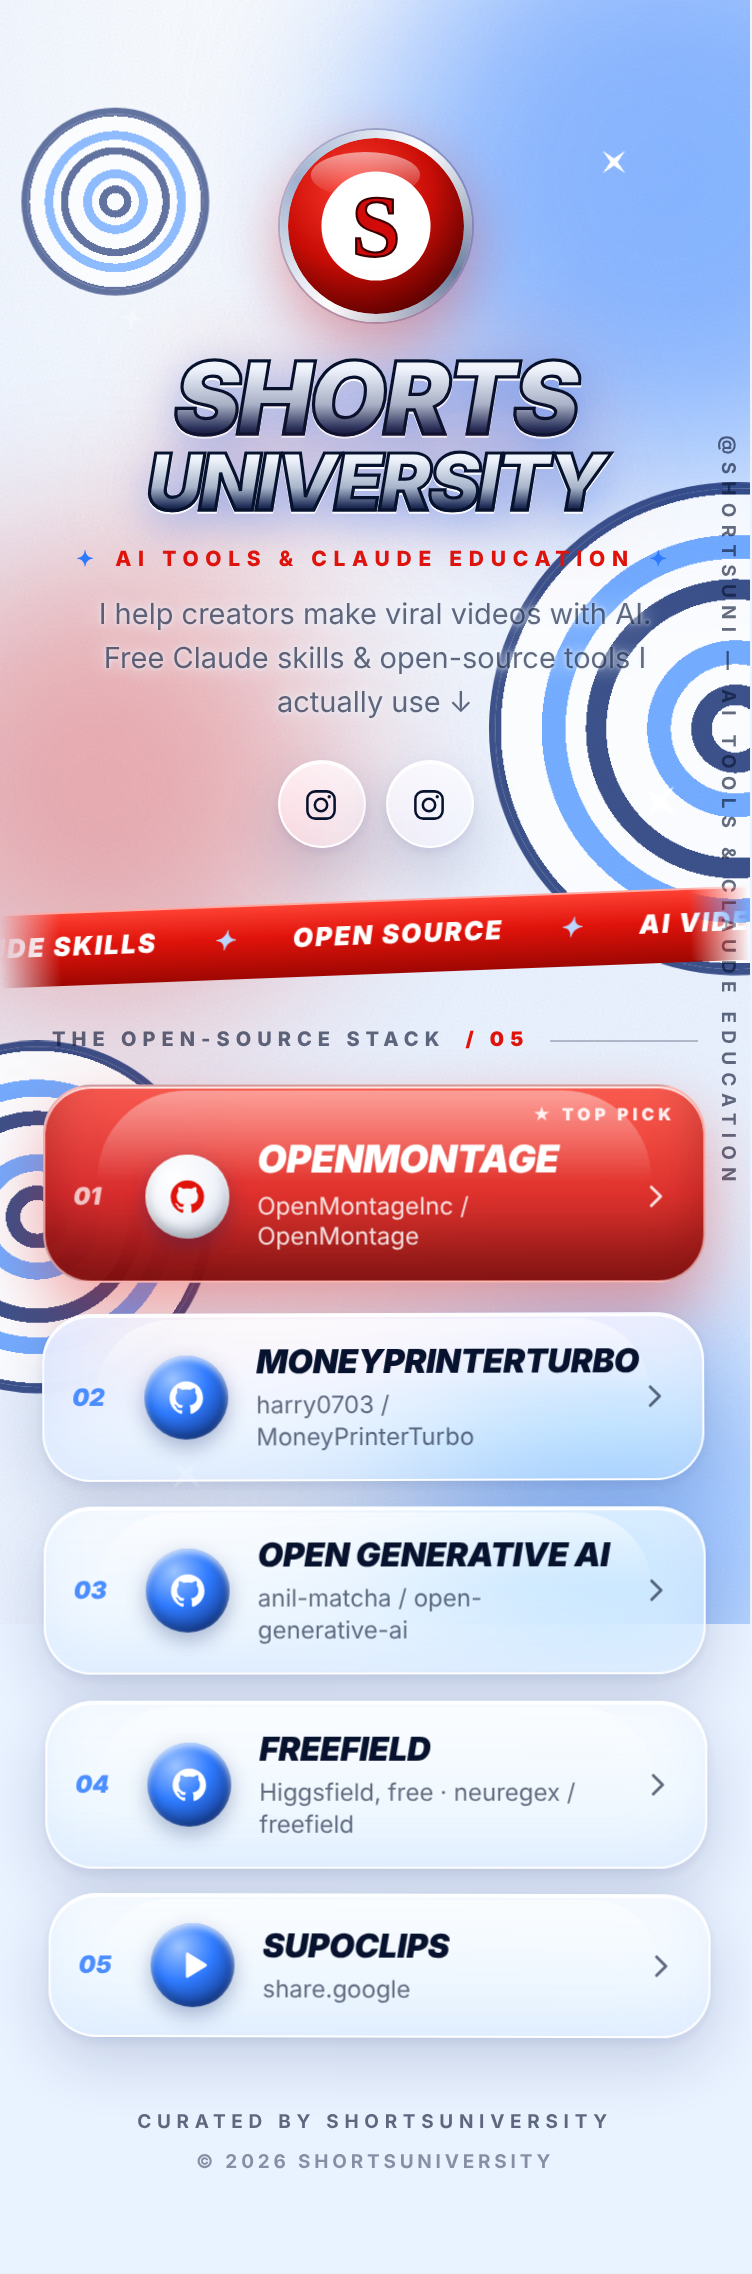 S
SHORTS
UNIVERSITY
✦ AI TOOLS & CLAUDE EDUCATION ✦
I help creators make viral videos with AI.
Free Claude skills & open-source tools I
actually use ↓
@SHORTSUNI — AI TOOLS & CLAUDE EDUCATION
SKILLS ✦ OPEN SOURCE ✦ AI
THE OPEN-SOURCE STACK / 05
★ TOP PICK
01
OPENMONTAGE
OpenMontageInc /
OpenMontage
02
MONEYPRINTERTURBO
harry0703 /
MoneyPrinterTurbo
03
OPEN GENERATIVE AI
anil-matcha / open-
generative-ai
04
FREEFIELD
Higgsfield, free · neuregex /
freefield
05
SUPOCLIPS
share.google
CURATED BY SHORTSUNIVERSITY
© 2026 SHORTSUNIVERSITY